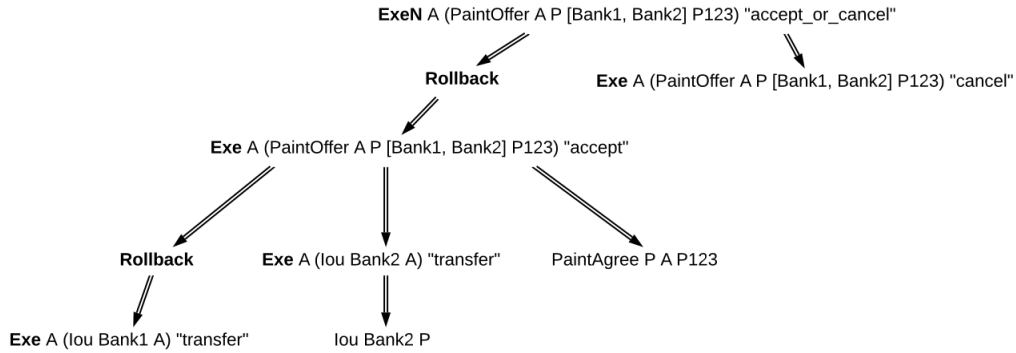 ExeN A (PaintOffer A P [Bank1, Bank2] P123) "accept_or_cancel"
Rollback
Exe A (PaintOffer A P [Bank1, Bank2] P123) "cancel"
Exe A (PaintOffer A P [Bank1, Bank2] P123) "accept"
Rollback
Exe A (Iou Bank2 A) "transfer"
PaintAgree P A P123
Exe A (Iou Bank1 A) "transfer"
Iou Bank2 P